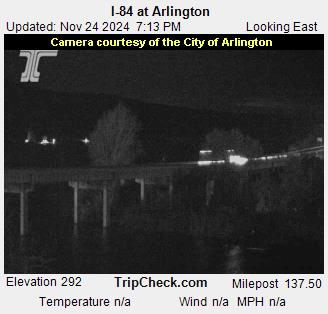 I-84 at Arlington
Updated: Nov 24 2024 7:13 PM Looking East
Camera courtesy of the City of Arlington
Elevation 292 TripCheck.com Milepost 137.50
Temperature n/a Wind n/a MPH n/a